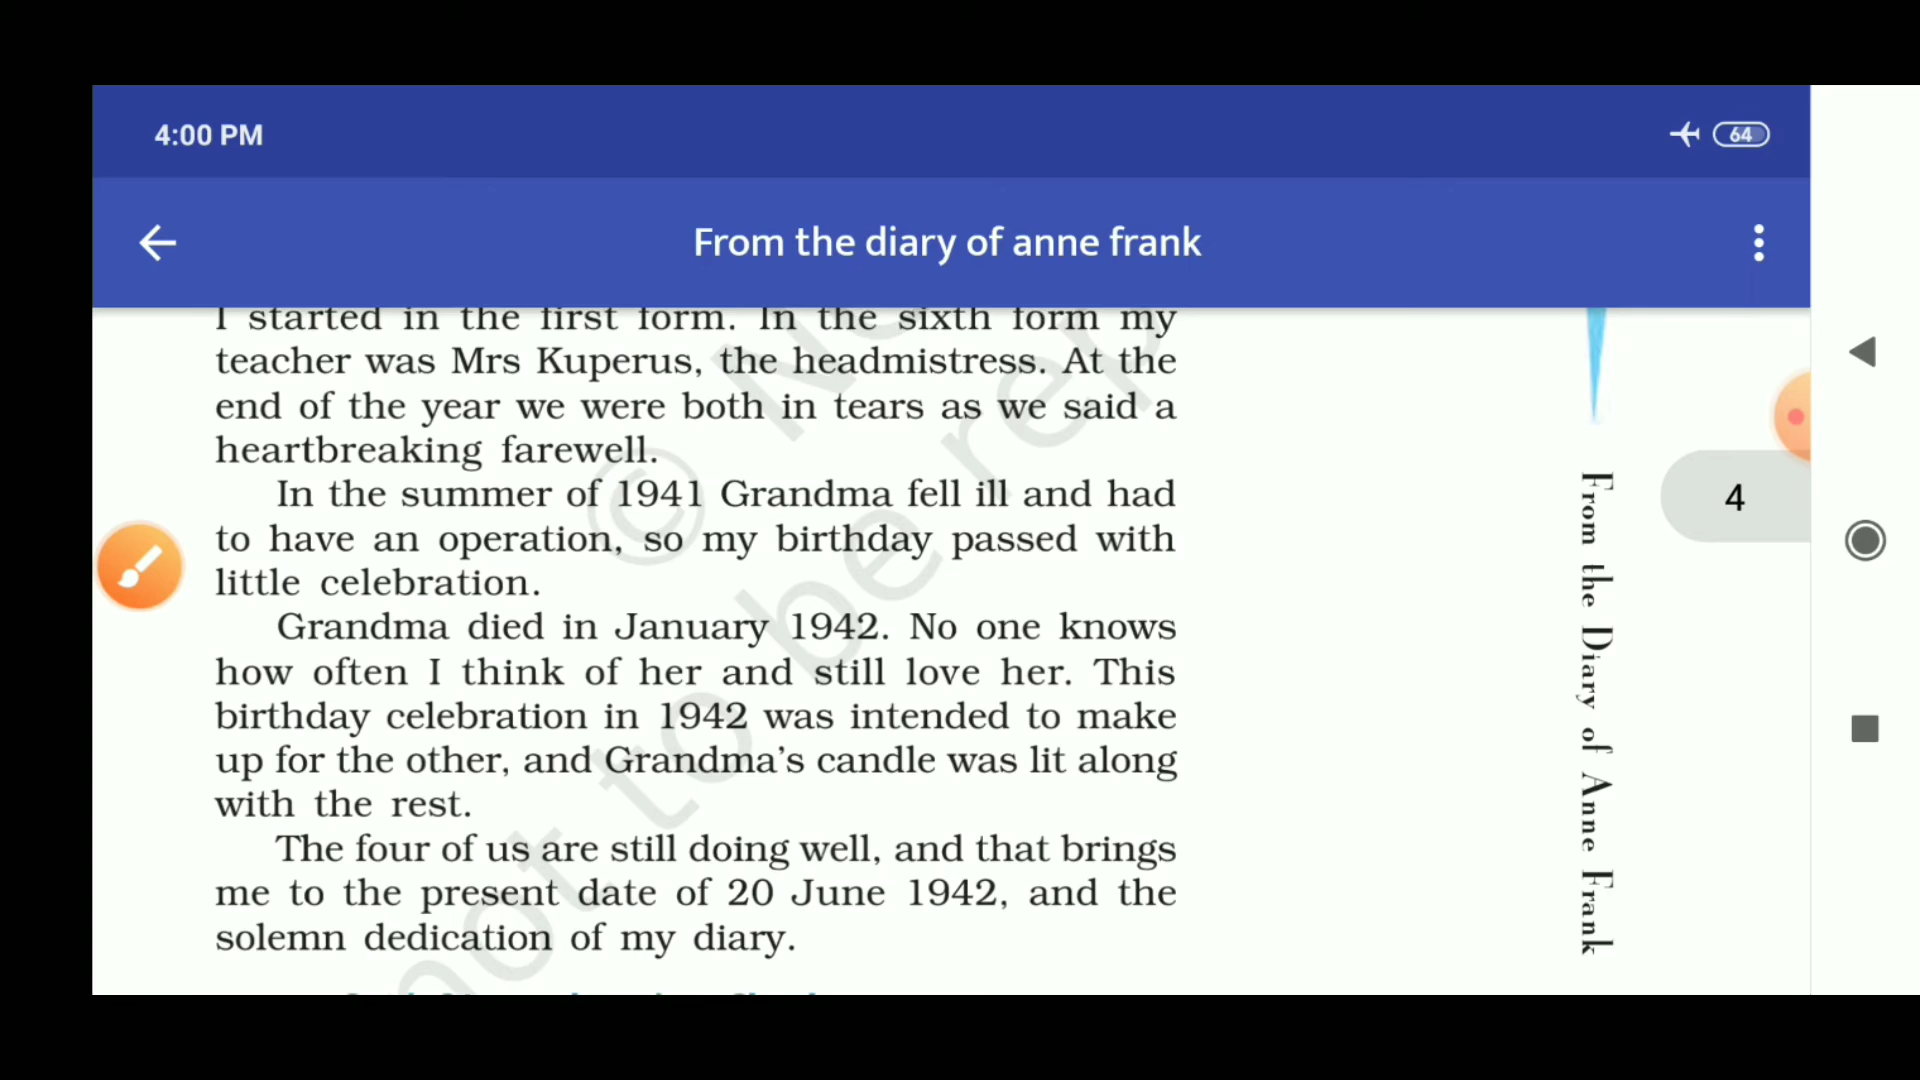 4:00 PM
64
From the diary of anne frank
I started in the first form. In the sixth form my
teacher was Mrs Kuperus, the headmistress. At the
end of the year we were both in tears as we said a
heartbreaking farewell.
In the summer of 1941 Grandma fell ill and had
to have an operation, so my birthday passed with
little celebration.
Grandma died in January 1942. No one knows
how often I think of her and still love her. This
birthday celebration in 1942 was intended to make
up for the other, and Grandma's candle was lit along
with the rest.
The four of us are still doing well, and that brings
me to the present date of 20 June 1942, and the
solemn dedication of my diary.
From the Diary of Anne Frank
4
© N
not to be rep